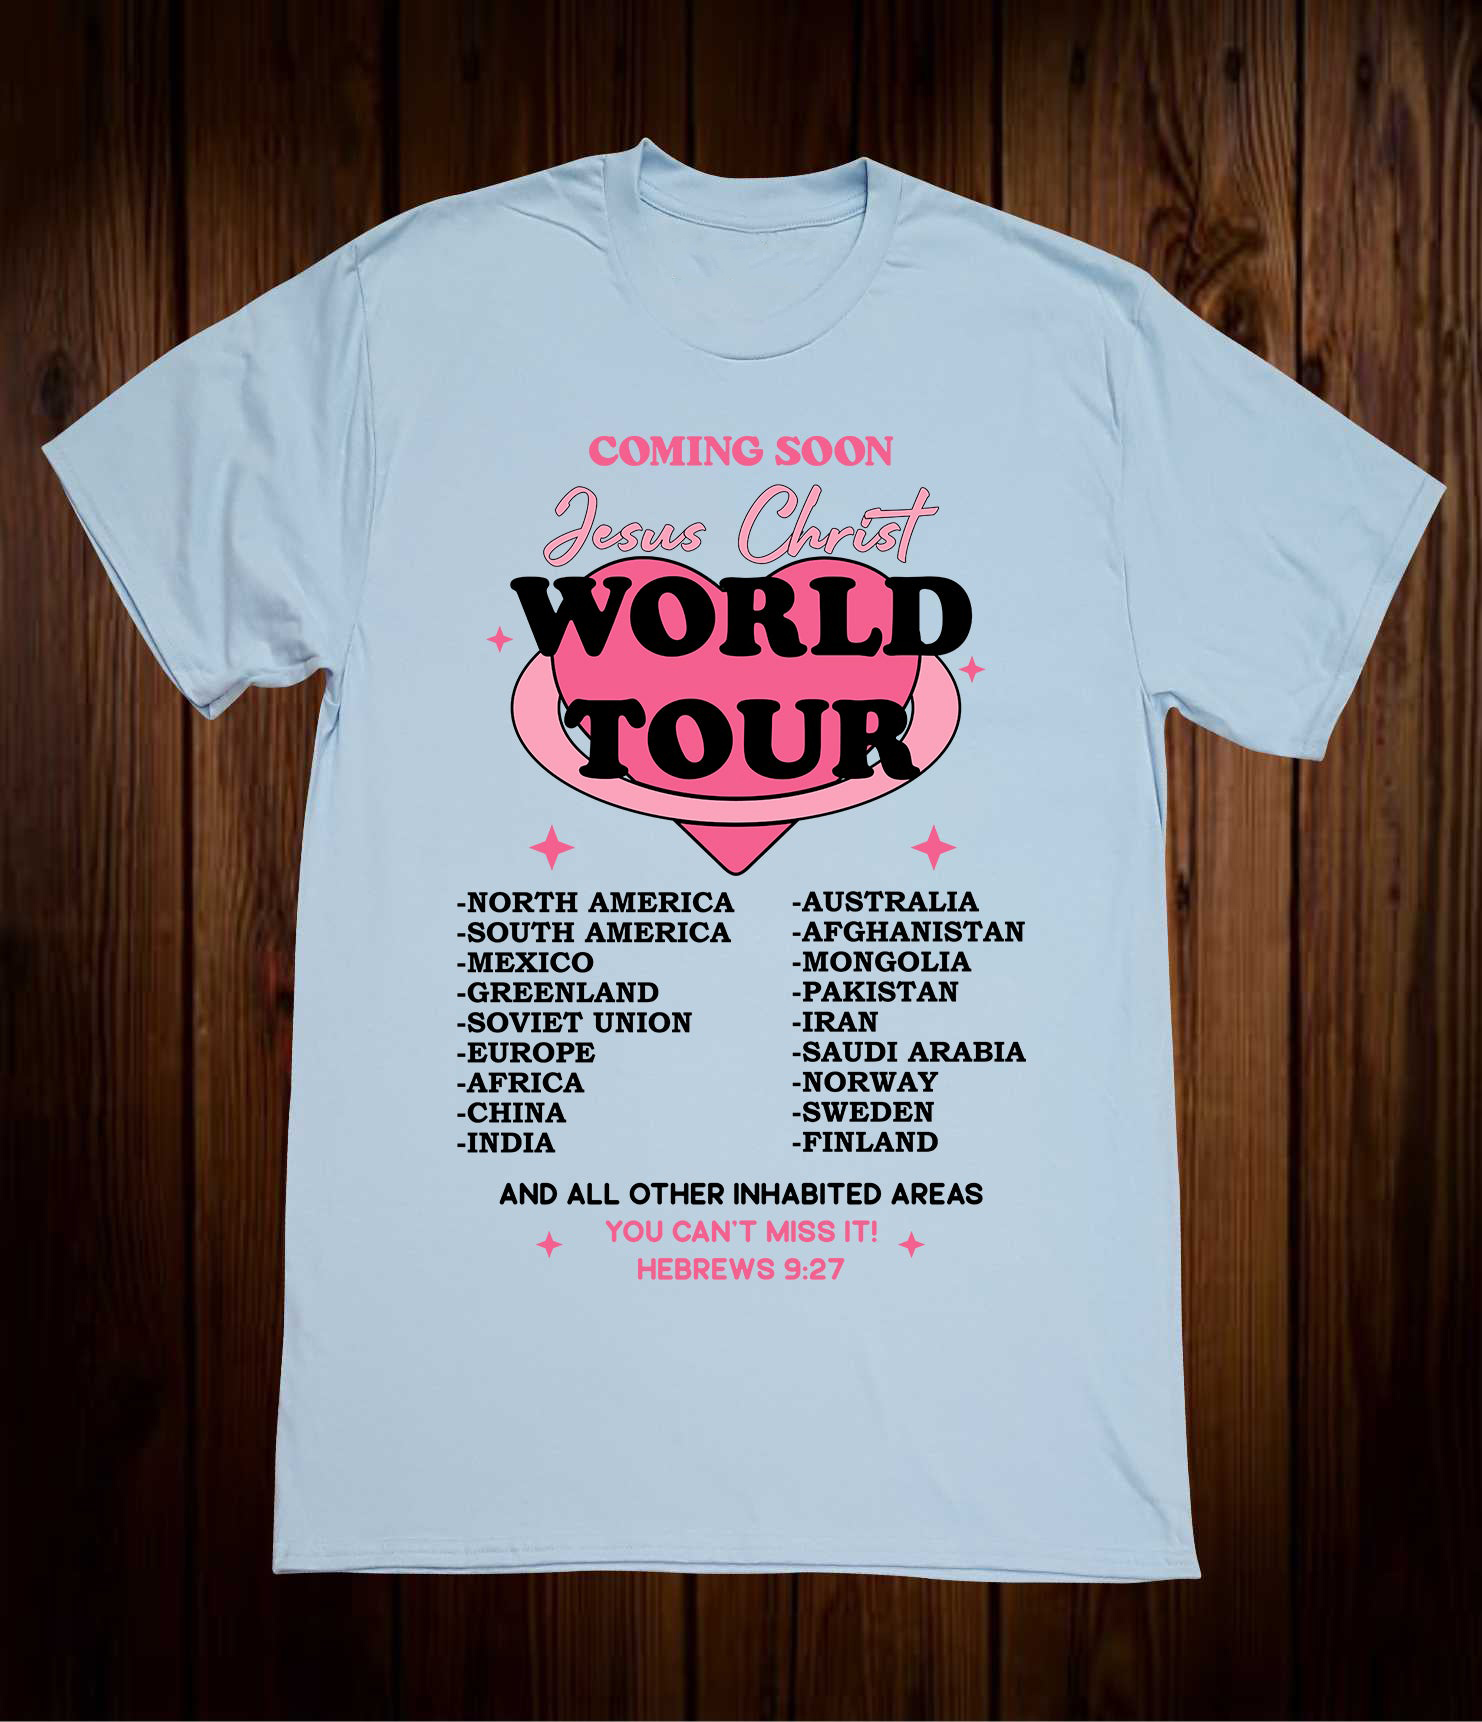 COMING SOON
Jesus Christ
WORLD
TOUR
-NORTH AMERICA
-SOUTH AMERICA
-MEXICO
-GREENLAND
-SOVIET UNION
-EUROPE
-AFRICA
-CHINA
-INDIA
-AUSTRALIA
-AFGHANISTAN
-MONGOLIA
-PAKISTAN
-IRAN
-SAUDI ARABIA
-NORWAY
-SWEDEN
-FINLAND
AND ALL OTHER INHABITED AREAS
YOU CAN'T MISS IT!
HEBREWS 9:27